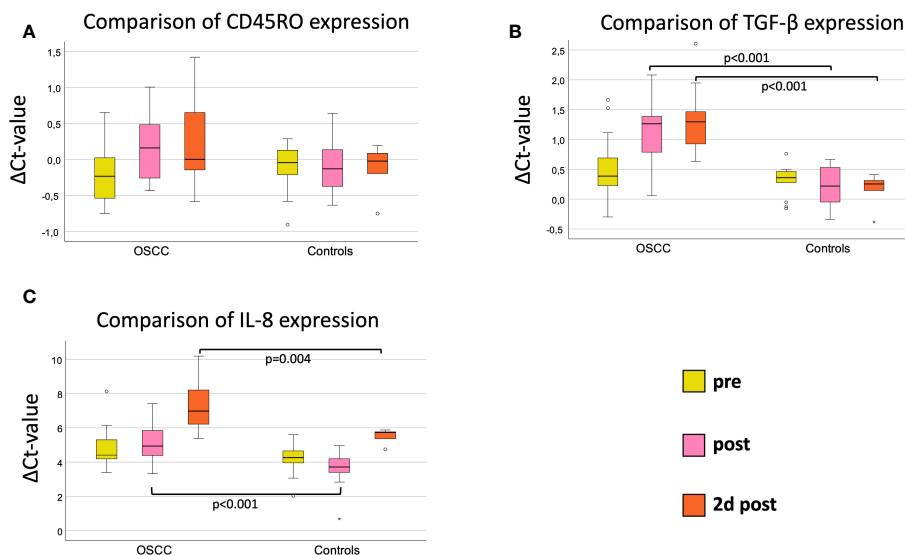 A
Comparison of CD45RO expression
ΔCt-value
1,5
1,0
0,5
0,0
-0,5
-1,0
OSCC
Controls
B
Comparison of TGF-β expression
ΔCt-value
2,5
2,0
1,5
1,0
0,5
0,0
-0,5
p<0.001
p<0.001
OSCC
Controls
C
Comparison of IL-8 expression
ΔCt-value
10
8
6
4
2
0
p=0.004
p<0.001
OSCC
Controls
pre
post
2d post